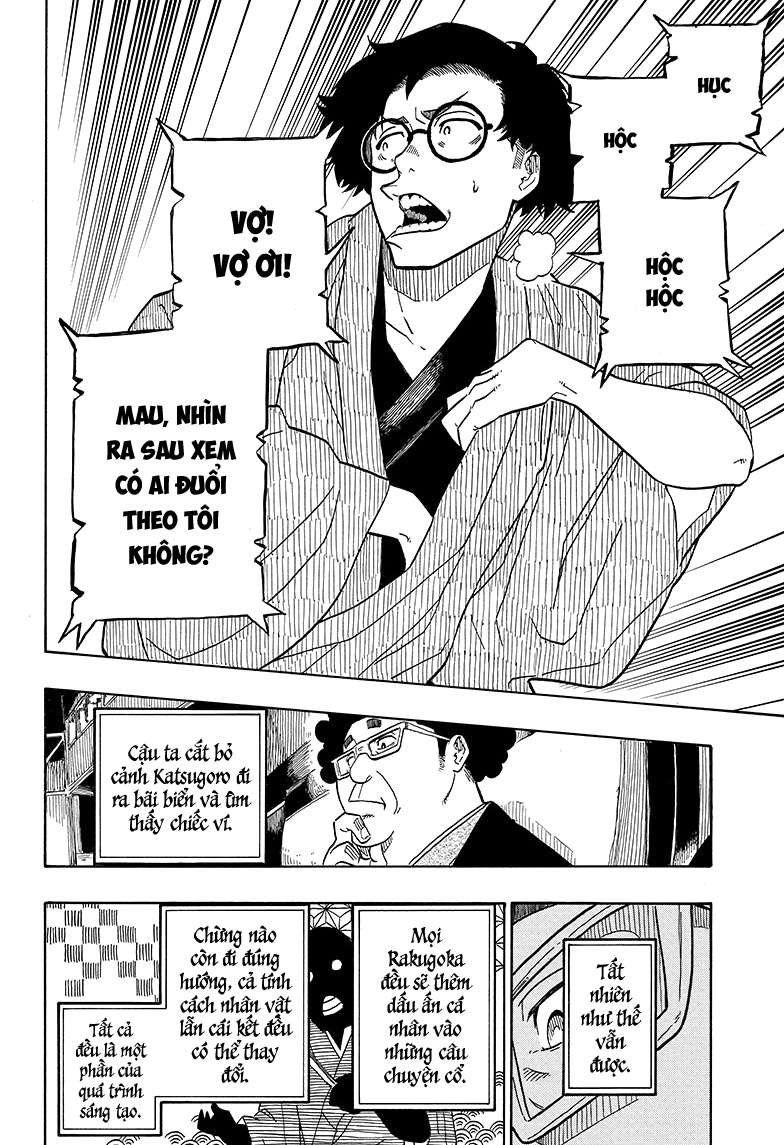 HỤC
HỘC
HỘC
HỘC
VỢ!
VỢ ƠI!
MAU, NHÌN
RA SAU XEM
CÓ AI ĐUỔI
THEO TÔI
KHÔNG?
Cậu ta cắt bỏ
cảnh Katsugoro đi
ra bãi biển và tìm
thấy chiếc ví.
Tất
nhiên
như thế
vẫn
được.
Mọi
Rakugoka
đều sẽ thêm
dấu ấn cá
nhân vào
những câu
chuyện cổ.
Chừng nào
còn đi đúng
hướng, cả tính
cách nhân vật
lẫn cái kết đều
có thể thay
đổi.
Tất cả
đều là một
phần của
quá trình
sáng tạo.